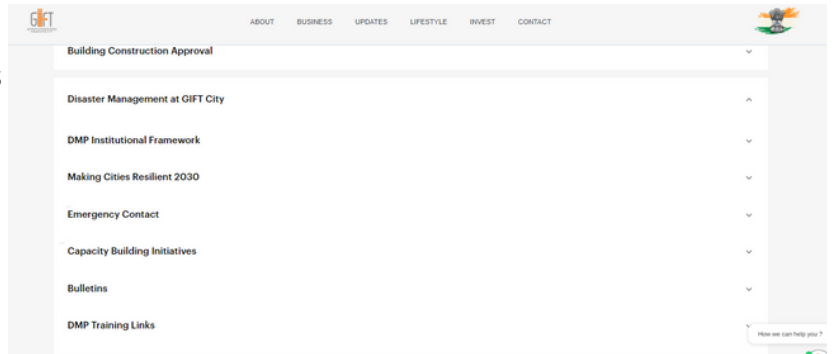 GIFT
ABOUT BUSINESS UPDATES LIFESTYLE INVEST CONTACT
Building Construction Approval
Disaster Management at GIFT City
DMP Institutional Framework
Making Cities Resilient 2030
Emergency Contact
Capacity Building Initiatives
Bulletins
DMP Training Links
How we can help you ?